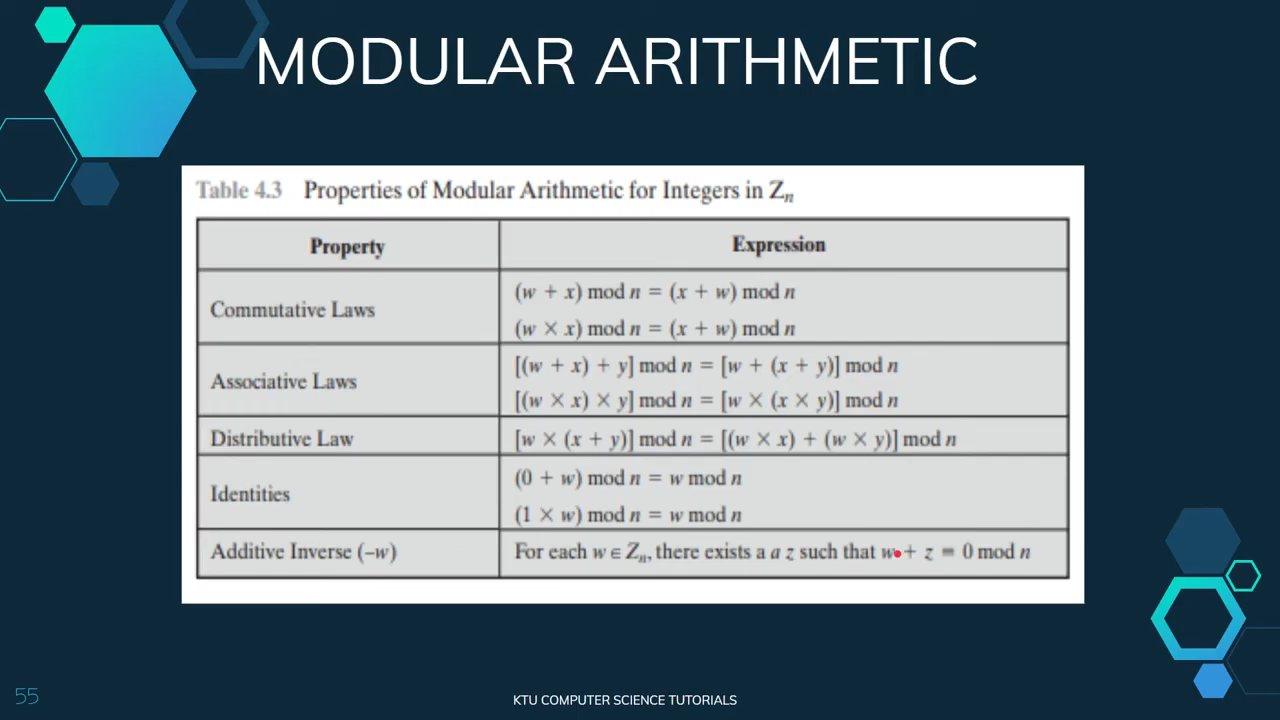 MODULAR ARITHMETIC
Table 4.3 Properties of Modular Arithmetic for Integers in Zn
Property Expression
Commutative Laws
(w + x) mod n = (x + w) mod n
(w × x) mod n = (x + w) mod n
Associative Laws
[(w + x) + y] mod n = [w + (x + y)] mod n
[(w × x) × y] mod n = [w × (x × y)] mod n
Distributive Law [w × (x + y)] mod n = [(w × x) + (w × y)] mod n
Identities
(0 + w) mod n = w mod n
(1 × w) mod n = w mod n
Additive Inverse (–w) For each w ∈ Zn, there exists a a z such that w + z ≡ 0 mod n
55
KTU COMPUTER SCIENCE TUTORIALS